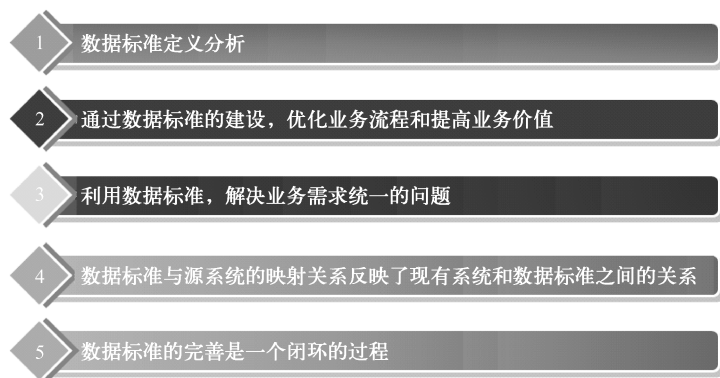 1 数据标准定义分析
2 通过数据标准的建设，优化业务流程和提高业务价值
3 利用数据标准，解决业务需求统一的问题
4 数据标准与源系统的映射关系反映了现有系统和数据标准之间的关系
5 数据标准的完善是一个闭环的过程